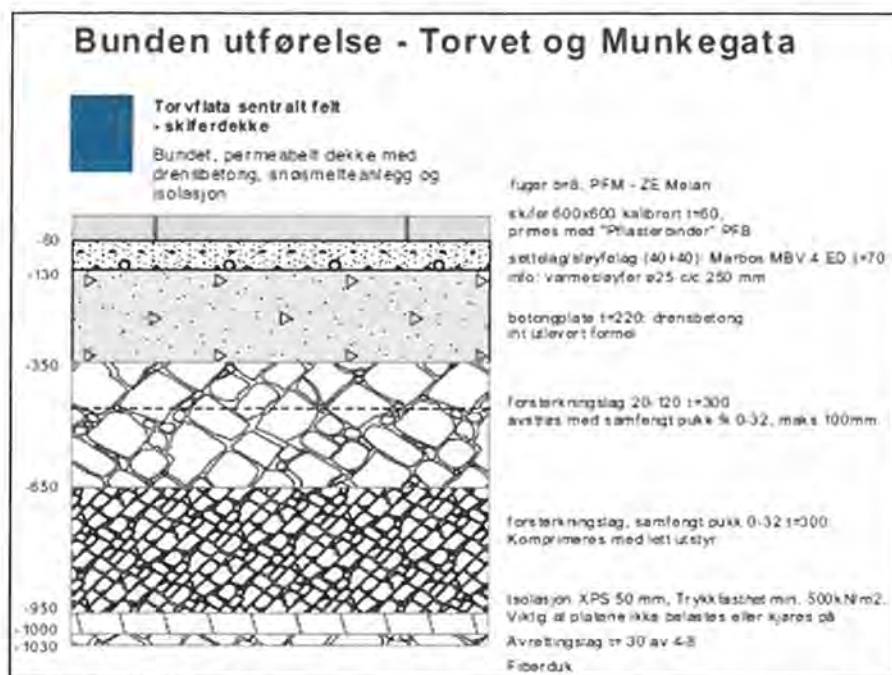 Bunden utførelse - Torvet og Munkegata
Torvflata sentralt felt
- skiferdekke
Bundet, permeabelt dekke med
drensbetong, snøsmelteanlegg og
isolasjon
fuger b=8, PFM - ZE Meian
skifer 600x600 kalibrert t=60,
primes med "Pflasterbinder" PFB
-60
settelag/sløyfelag (40+40): Marbos MBV 4 ED t=70
info: varmesløyfer ø25 c/c 250 mm
-130
betongplate t=220: drensbetong
iht utlevert formel
-350
forsterkningslag 20-120 t=300
avstrøs med samfengt pukk fk 0-32, maks 100mm
-650
forsterkningslag, samfengt pukk 0-32 t=300
Komprimeres med lett utstyr
-950
Isolasjon XPS 50 mm, Trykkfasthet min. 500kN/m2.
Viktig at platene ikke belastes eller kjøres på
-1000
Avrettingslag t= 30 av 4-8
-1030
Fiberduk